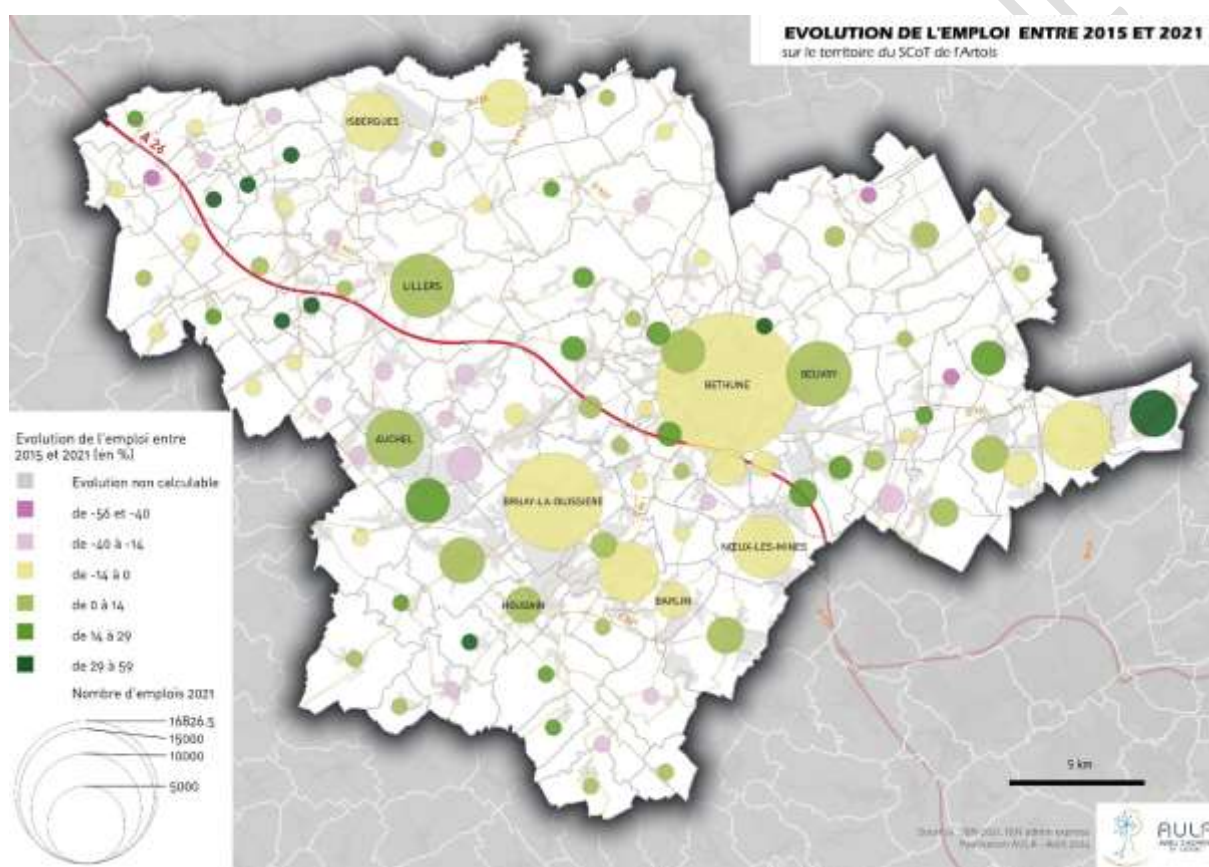 EVOLUTION DE L'EMPLOI ENTRE 2015 ET 2021
sur le territoire du SCoT de l'Artois
ISBERGUES
A 26
LILLERS
BETHUNE
BEUVRY
AUCHEL
BRUAY-LA-BUISSIERE
NŒUX-LES-MINES
HOUDAIN
BARLIN
Evolution de l'emploi entre
2015 et 2021 (en %)
Evolution non calculable
de -56 et -40
de -40 à -14
de -14 à 0
de 0 à 14
de 14 à 29
de 29 à 59
Nombre d'emplois 2021
16826.5
15000
10000
5000
5 km
AULA